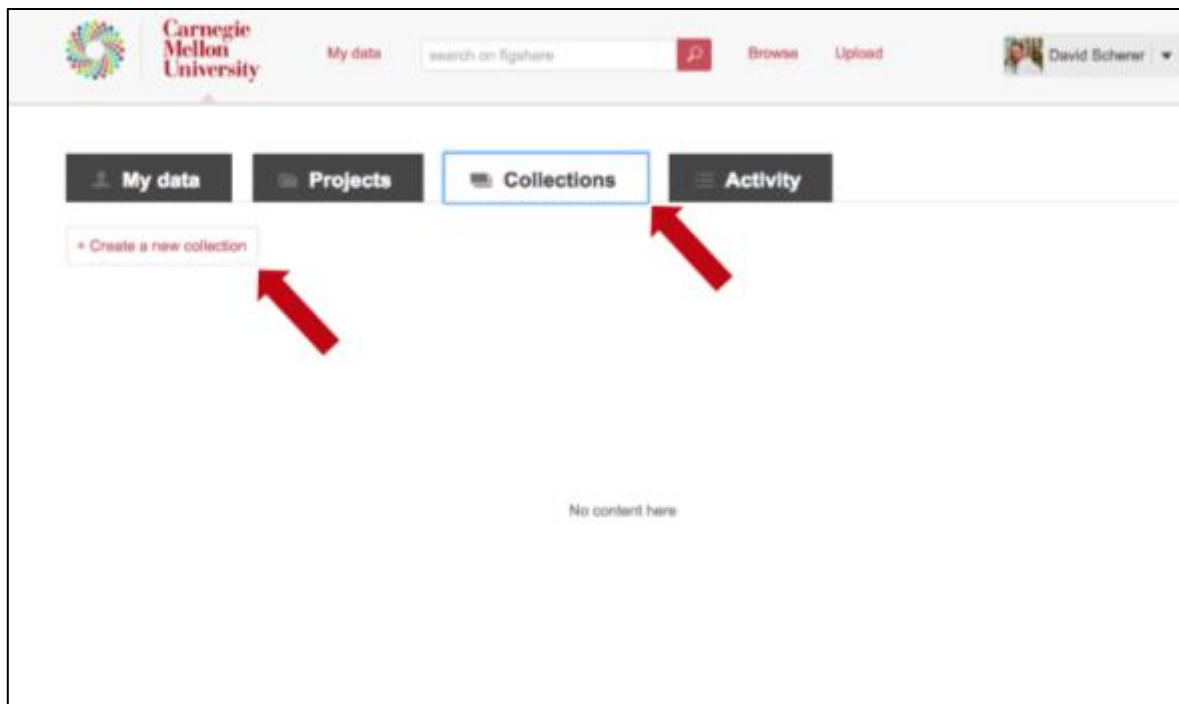 Carnegie
Mellon
University
My data
search on figshare
Browse
Upload
David Scherer
My data
Projects
Collections
Activity
+ Create a new collection
No content here